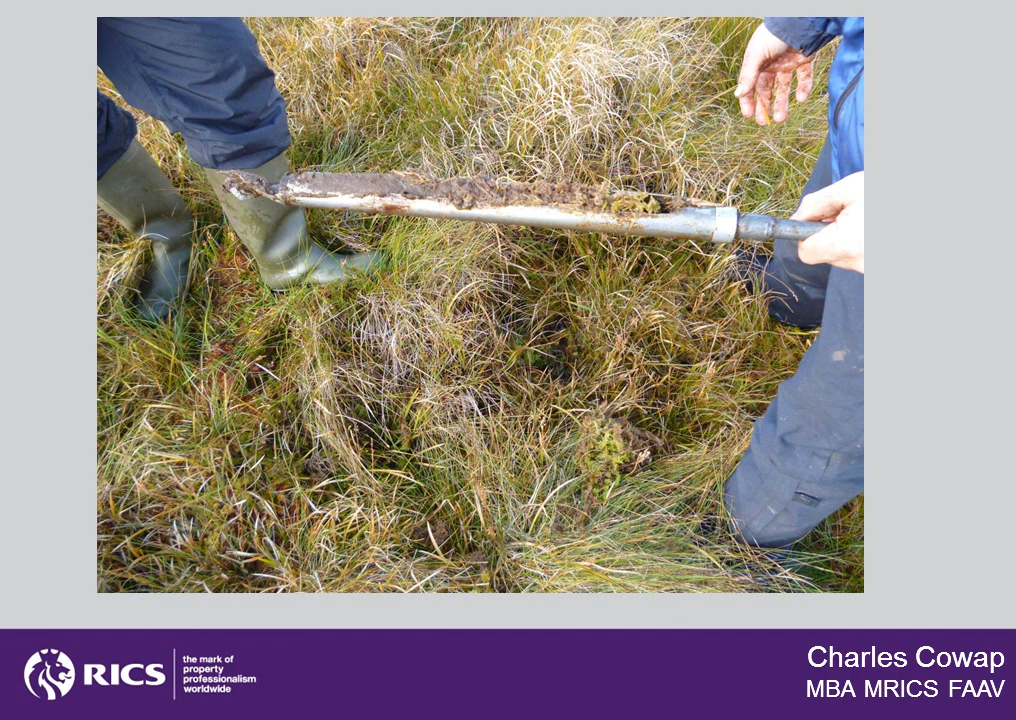 RICS
the mark of
property
professionalism
worldwide
Charles Cowap
MBA MRICS FAAV